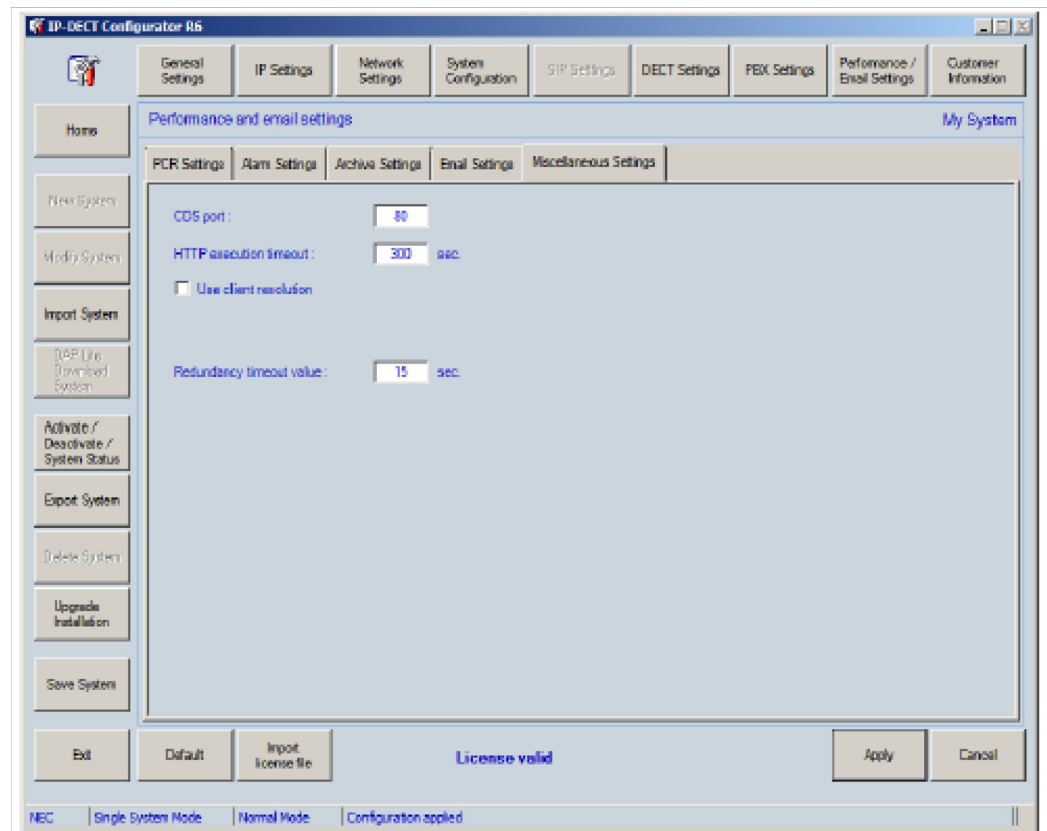 IP-DECT Configurator R6
General
Settings
IP Settings
Network
Settings
System
Configuration
SIP Settings
DECT Settings
PBX Settings
Performance /
Email Settings
Customer
Information
Home
Performance and email settings
My System
PCR Settings
Alarm Settings
Archive Settings
Email Settings
Miscellaneous Settings
New System
Modify System
Import System
DAP Lite
Download
System
Activate /
Deactivate /
System Status
Export System
Delete System
Upgrade
Installation
Save System
CDS port :
80
HTTP execution timeout :
300
sec.
Use client resolution
Redundancy timeout value :
15
sec.
Exit
Default
Import
license file
License valid
Apply
Cancel
NEC
Single System Mode
Normal Mode
Configuration applied